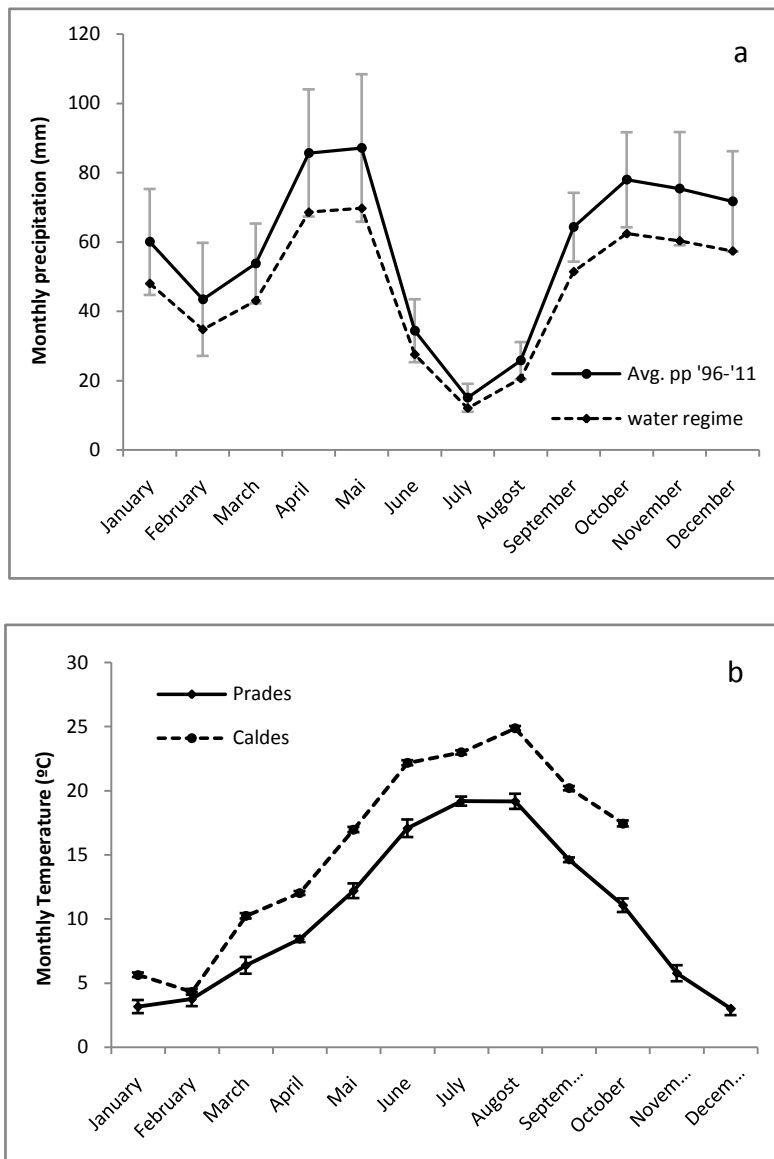 a
Monthly precipitation (mm)
120
100
80
60
40
20
0
Avg. pp '96-'11
water regime
January
February
March
April
Mai
June
July
Augost
September
October
November
December
b
Monthly Temperature (ºC)
30
25
20
15
10
5
0
Prades
Caldes
January
February
March
April
Mai
June
July
Augost
Septem...
October
Novem...
Decem...